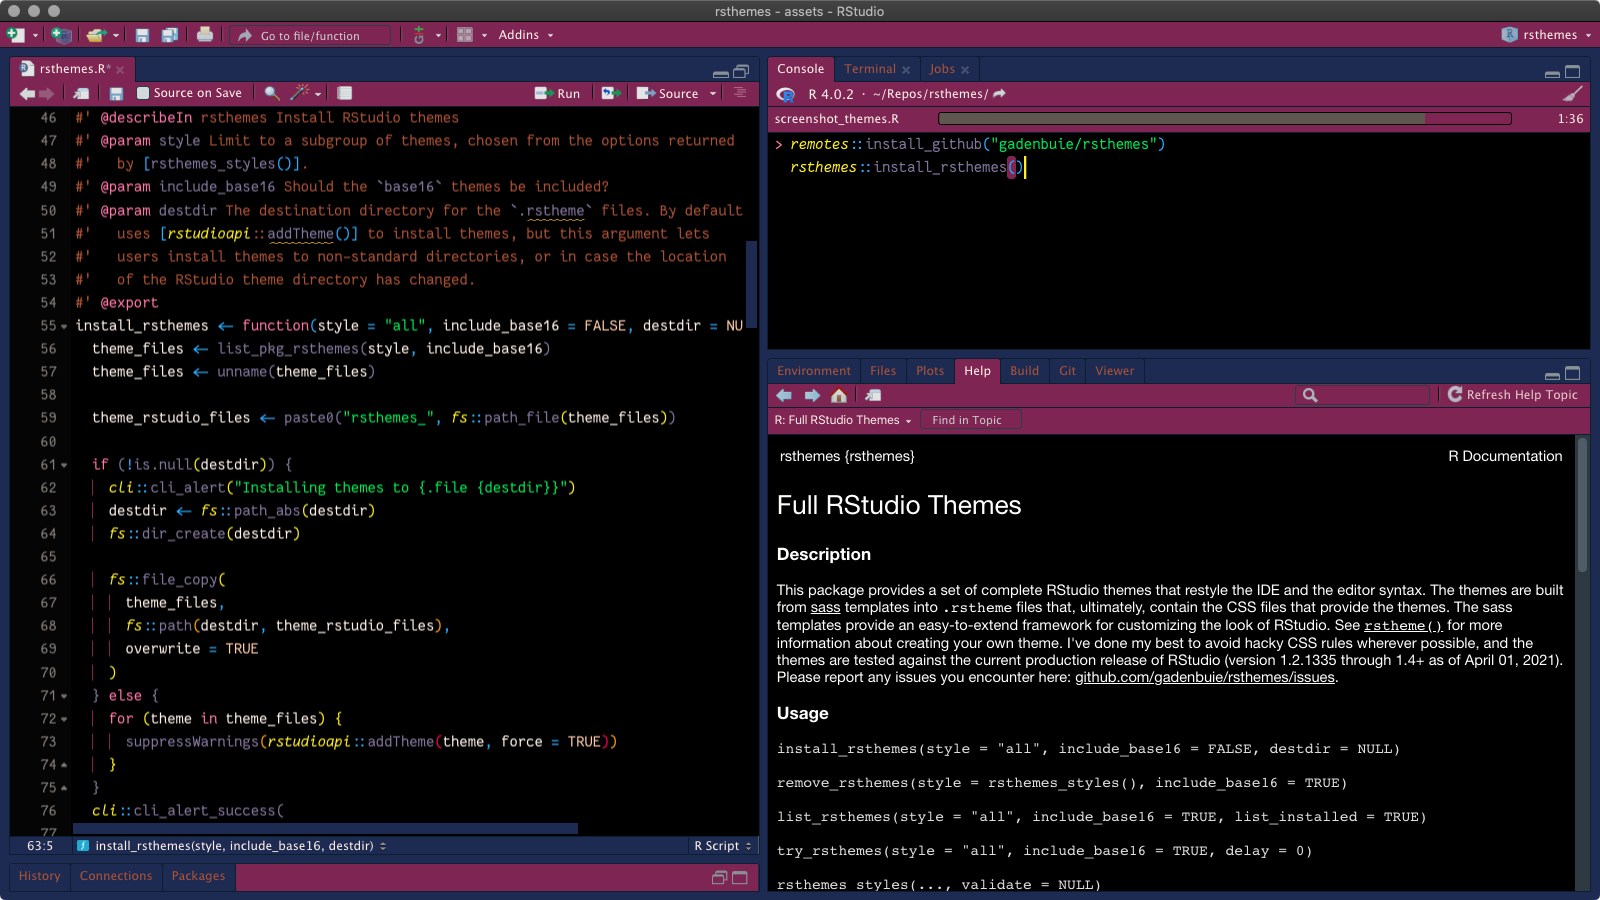 rsthemes - assets - RStudio
Go to file/function
Addins
rsthemes
rsthemes.R*
Source on Save
Run
Source
46 #' @describeIn rsthemes Install RStudio themes
47 #' @param style Limit to a subgroup of themes, chosen from the options returned
48 #'   by [rsthemes_styles()].
49 #' @param include_base16 Should the `base16` themes be included?
50 #' @param destdir The destination directory for the `.rstheme` files. By default
51 #'   uses [rstudioapi::addTheme()] to install themes, but this argument lets
52 #'   users install themes to non-standard directories, or in case the location
53 #'   of the RStudio theme directory has changed.
54 #' @export
55 install_rsthemes <- function(style = "all", include_base16 = FALSE, destdir = NU
56   theme_files <- list_pkg_rsthemes(style, include_base16)
57   theme_files <- unname(theme_files)
58
59   theme_rstudio_files <- paste0("rsthemes_", fs::path_file(theme_files))
60
61   if (!is.null(destdir)) {
62     cli::cli_alert("Installing themes to {.file {destdir}}")
63     destdir <- fs::path_abs(destdir)
64     fs::dir_create(destdir)
65
66     fs::file_copy(
67       theme_files,
68       fs::path(destdir, theme_rstudio_files),
69       overwrite = TRUE
70     )
71   } else {
72     for (theme in theme_files) {
73       suppressWarnings(rstudioapi::addTheme(theme, force = TRUE))
74     }
75   }
76   cli::cli_alert_success(
77
63:5
install_rsthemes(style, include_base16, destdir)
R Script
History
Connections
Packages
Console
Terminal
Jobs
R 4.0.2 · ~/Repos/rsthemes/
screenshot_themes.R
1:36
> remotes::install_github("gadenbuie/rsthemes")
rsthemes::install_rsthemes()
Environment
Files
Plots
Help
Build
Git
Viewer
Refresh Help Topic
R: Full RStudio Themes
Find in Topic
rsthemes {rsthemes}
R Documentation
Full RStudio Themes
Description
This package provides a set of complete RStudio themes that restyle the IDE and the editor syntax. The themes are built
from sass templates into .rstheme files that, ultimately, contain the CSS files that provide the themes. The sass
templates provide an easy-to-extend framework for customizing the look of RStudio. See rstheme() for more
information about creating your own theme. I've done my best to avoid hacky CSS rules wherever possible, and the
themes are tested against the current production release of RStudio (version 1.2.1335 through 1.4+ as of April 01, 2021).
Please report any issues you encounter here: github.com/gadenbuie/rsthemes/issues.
Usage
install_rsthemes(style = "all", include_base16 = FALSE, destdir = NULL)
remove_rsthemes(style = rsthemes_styles(), include_base16 = TRUE)
list_rsthemes(style = "all", include_base16 = TRUE, list_installed = TRUE)
try_rsthemes(style = "all", include_base16 = TRUE, delay = 0)
rsthemes_styles(..., validate = NULL)